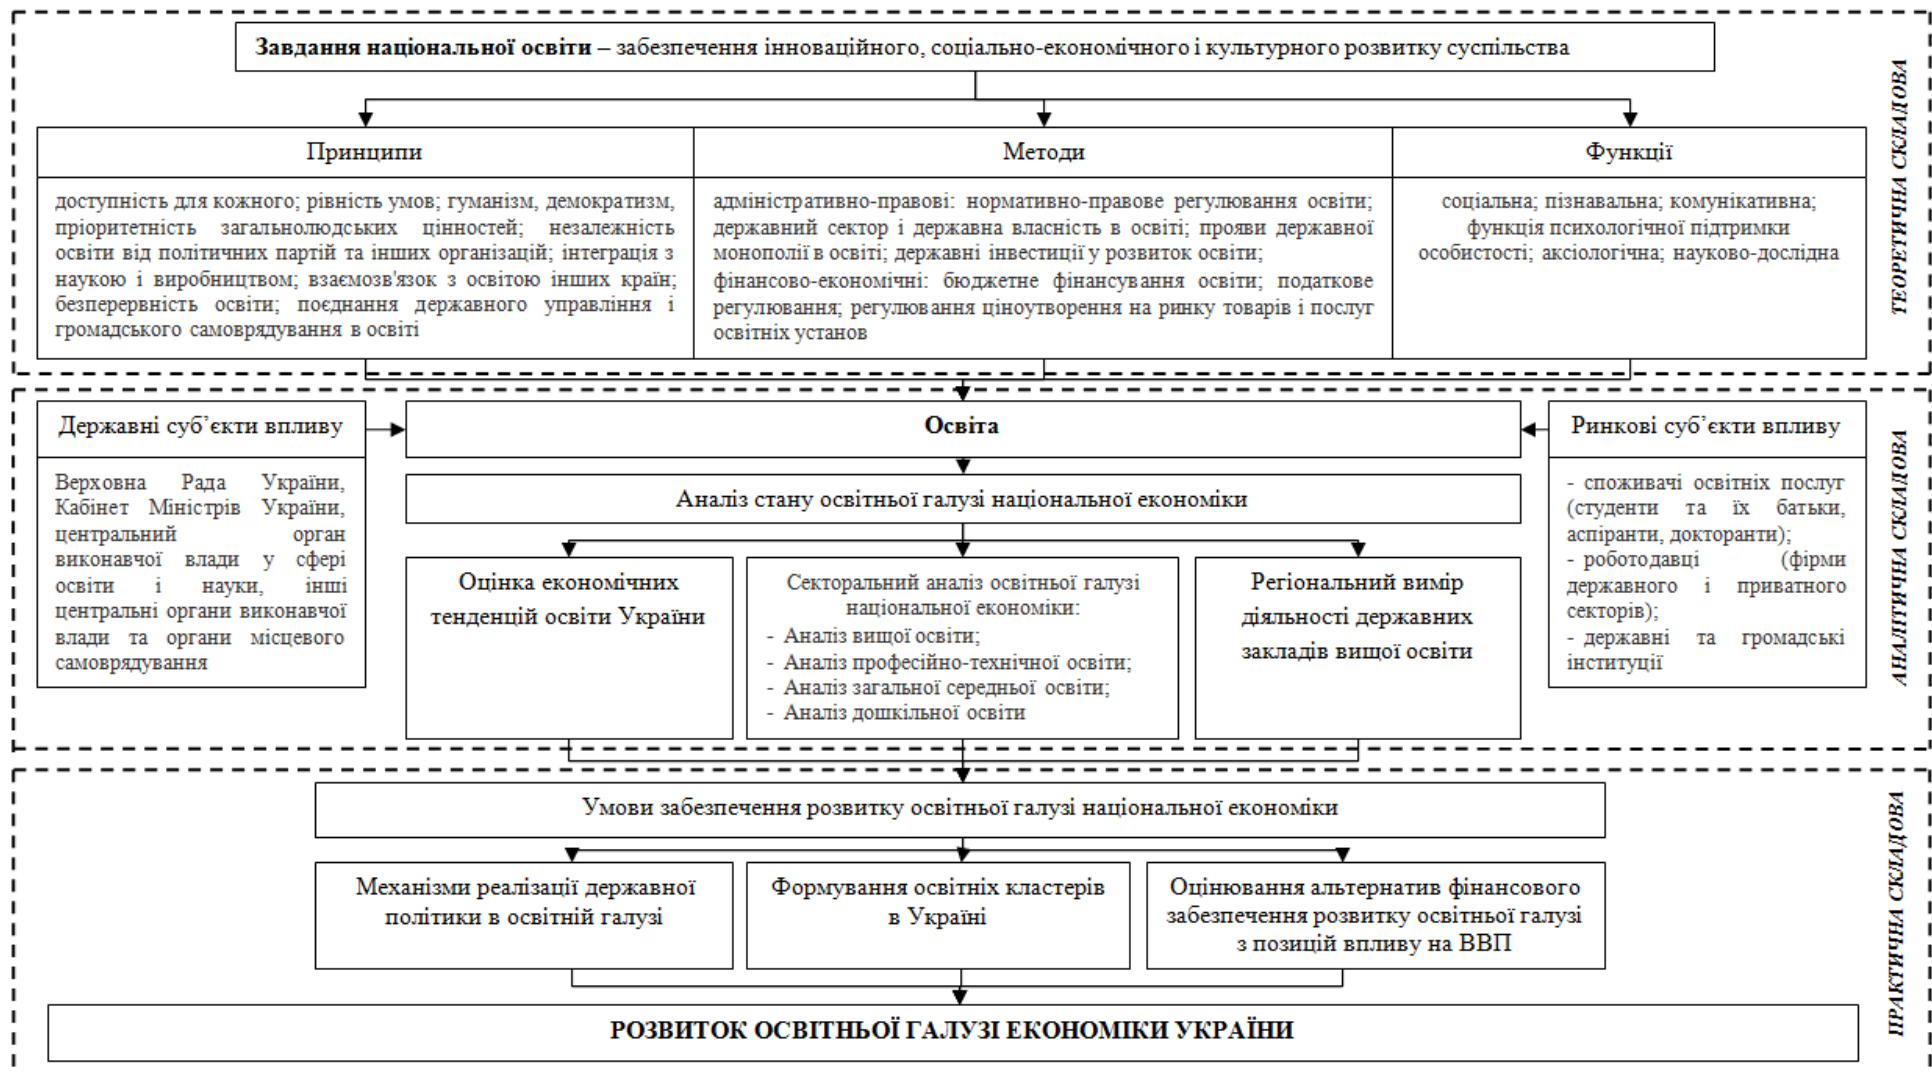 Завдання національної освіти – забезпечення інноваційного, соціально-економічного і культурного розвитку суспільства
Принципи
доступність для кожного; рівність умов; гуманізм, демократизм,
пріоритетність загальнолюдських цінностей; незалежність
освіти від політичних партій та інших організацій; інтеграція з
наукою і виробництвом; взаємозв'язок з освітою інших країн;
безперервність освіти; поєднання державного управління і
громадського самоврядування в освіті
Методи
адміністративно-правові: нормативно-правове регулювання освіти;
державний сектор і державна власність в освіті; прояви державної
монополії в освіті; державні інвестиції у розвиток освіти;
фінансово-економічні: бюджетне фінансування освіти; податкове
регулювання; регулювання ціноутворення на ринку товарів і послуг
освітніх установ
Функції
соціальна; пізнавальна; комунікативна;
функція психологічної підтримки
особистості; аксіологічна; науково-дослідна
ТЕОРЕТИЧНА СКЛАДОВА
Державні суб’єкти впливу
Верховна Рада України,
Кабінет Міністрів України,
центральний орган
виконавчої влади у сфері
освіти і науки, інші
центральні органи виконавчої
влади та органи місцевого
самоврядування
Освіта
Аналіз стану освітньої галузі національної економіки
Оцінка економічних
тенденцій освіти України
Секторальний аналіз освітньої галузі
національної економіки:
- Аналіз вищої освіти;
- Аналіз професійно-технічної освіти;
- Аналіз загальної середньої освіти;
- Аналіз дошкільної освіти
Регіональний вимір
діяльності державних
закладів вищої освіти
Ринкові суб’єкти впливу
- споживачі освітніх послуг
(студенти та їх батьки,
аспіранти, докторанти);
- роботодавці (фірми
державного і приватного
секторів);
- державні та громадські
інституції
АНАЛІТИЧНА СКЛАДОВА
Умови забезпечення розвитку освітньої галузі національної економіки
Механізми реалізації державної
політики в освітній галузі
Формування освітніх кластерів
в Україні
Оцінювання альтернатив фінансового
забезпечення розвитку освітньої галузі
з позицій впливу на ВВП
РОЗВИТОК ОСВІТНЬОЇ ГАЛУЗІ ЕКОНОМІКИ УКРАЇНИ
ПРАКТИЧНА СКЛАДОВА